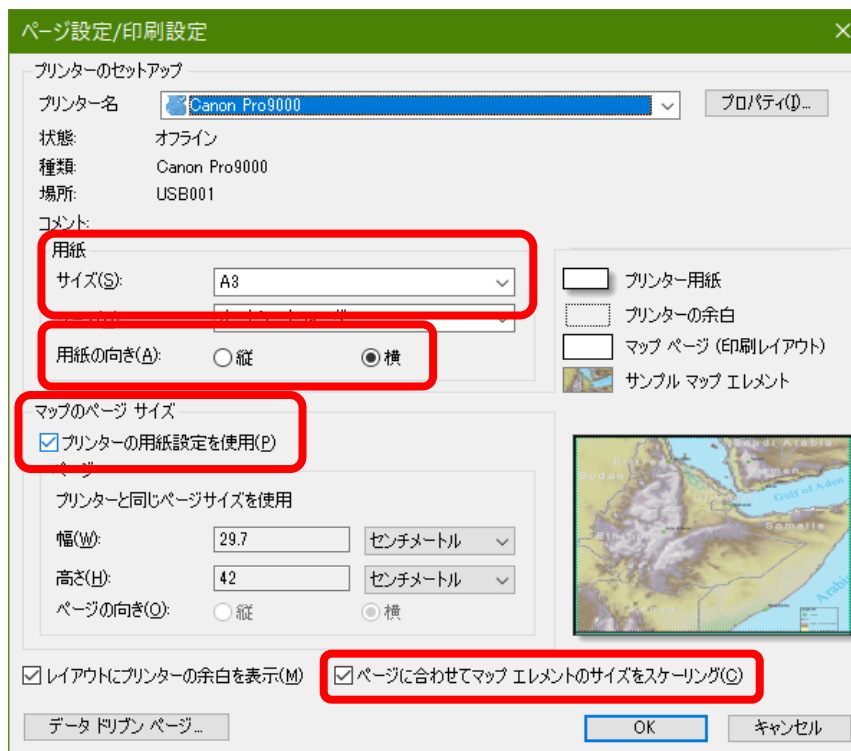 ページ設定/印刷設定
プリンターのセットアップ
プリンター名
Canon Pro9000
プロパティ(I)...
状態: オフライン
種類: Canon Pro9000
場所: USB001
コメント:
用紙
サイズ(S): A3
用紙の向き(A): 縦 横
プリンター用紙
プリンターの余白
マップ ページ (印刷レイアウト)
サンプル マップ エレメント
マップのページ サイズ
プリンターの用紙設定を使用(P)
ページ
プリンターと同じページサイズを使用
幅(W): 29.7 センチメートル
高さ(H): 42 センチメートル
ページの向き(O): 縦 横
Saudi Arabia
Gulf of Aden
Somalia
レイアウトにプリンターの余白を表示(M)
ページに合わせてマップ エレメントのサイズをスケーリング(C)
データ ドリブン ページ...
OK
キャンセル